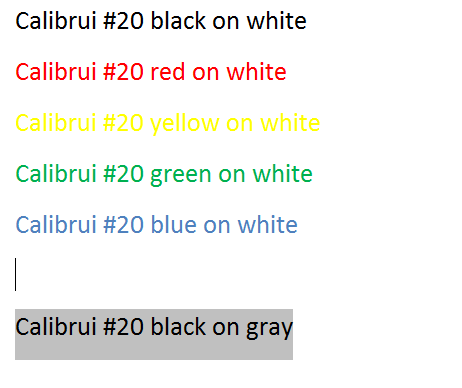 Calibrui #20 black on white
Calibrui #20 red on white
Calibrui #20 yellow on white
Calibrui #20 green on white
Calibrui #20 blue on white
Calibrui #20 black on gray